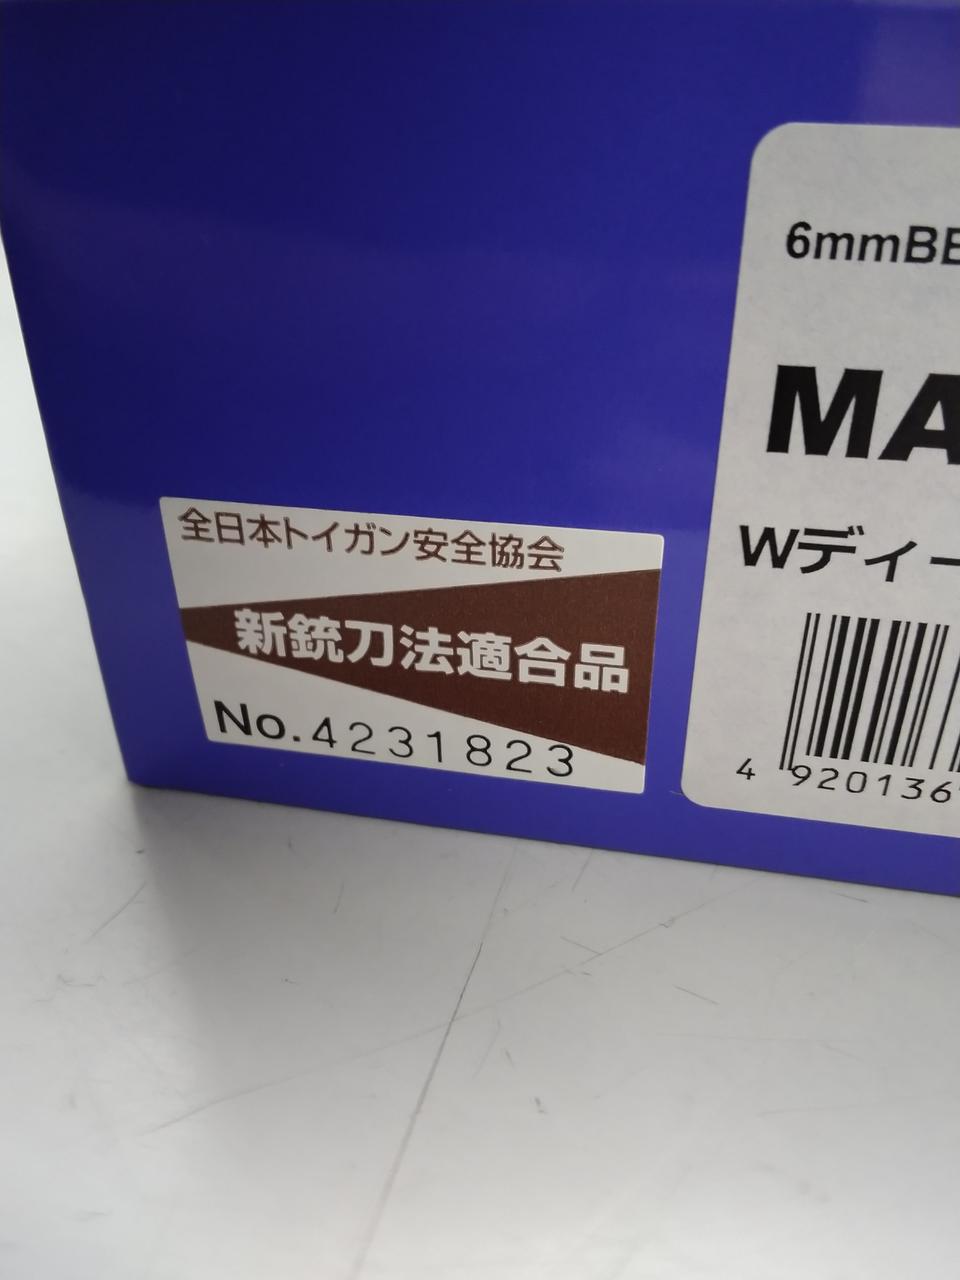 全日本トイガン安全協会
新銃刀法適合品
No.4231823
6mmBB
MA
Wディー
4 920136